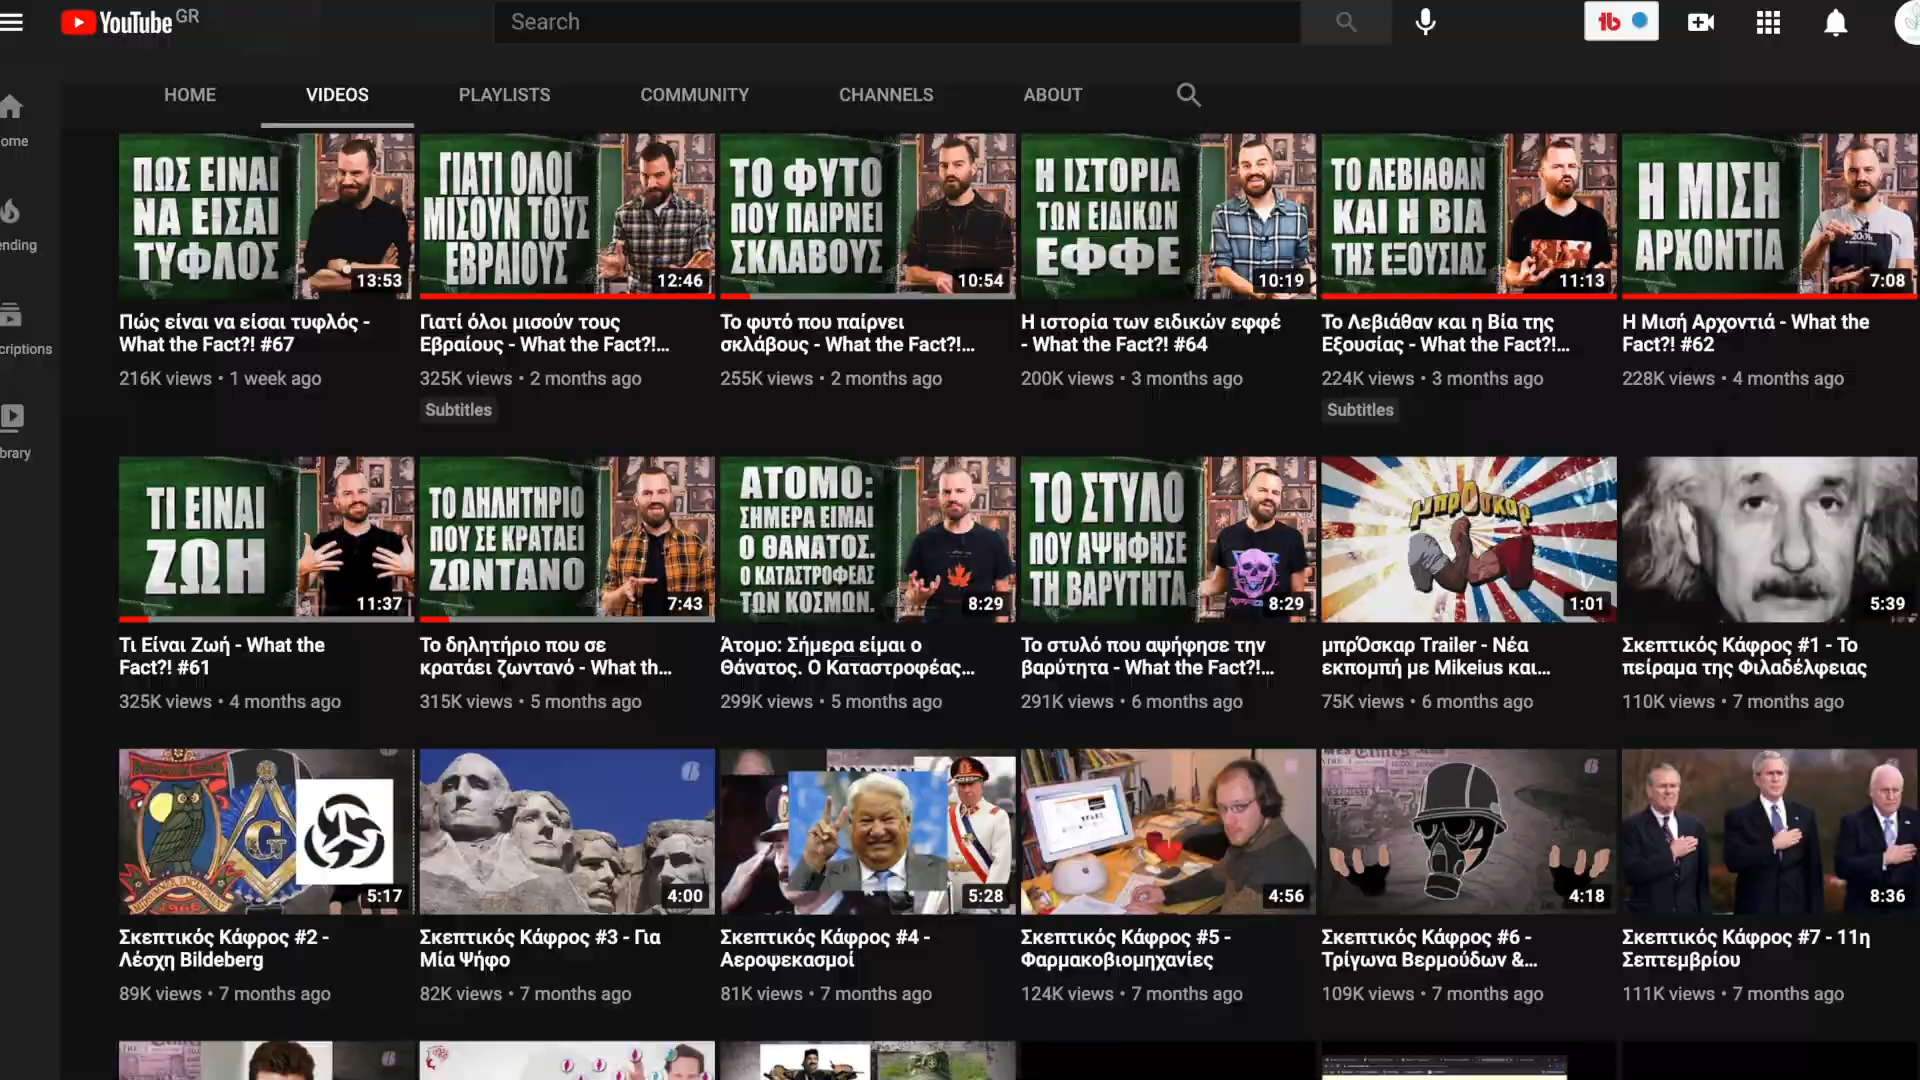 YouTube GR
Search
HOME
VIDEOS
PLAYLISTS
COMMUNITY
CHANNELS
ABOUT
ome
ending
criptions
brary
ΠΩΣ ΕΙΝΑΙ
ΝΑ ΕΙΣΑΙ
ΤΥΦΛΟΣ
13:53
Πώς είναι να είσαι τυφλός -
What the Fact?! #67
216K views • 1 week ago
ΓΙΑΤΙ ΟΛΟΙ
ΜΙΣΟΥΝ ΤΟΥΣ
ΕΒΡΑΙΟΥΣ
12:46
Γιατί όλοι μισούν τους
Εβραίους - What the Fact?!...
325K views • 2 months ago
Subtitles
ΤΟ ΦΥΤΟ
ΠΟΥ ΠΑΙΡΝΕΙ
ΣΚΛΑΒΟΥΣ
10:54
Το φυτό που παίρνει
σκλάβους - What the Fact?!...
255K views • 2 months ago
Η ΙΣΤΟΡΙΑ
ΤΩΝ ΕΙΔΙΚΩΝ
ΕΦΦΕ
10:19
Η ιστορία των ειδικών εφφέ
- What the Fact?! #64
200K views • 3 months ago
ΤΟ ΛΕΒΙΑΘΑΝ
ΚΑΙ Η ΒΙΑ
ΤΗΣ ΕΞΟΥΣΙΑΣ
11:13
Το Λεβιάθαν και η Βία της
Εξουσίας - What the Fact?!...
224K views • 3 months ago
Subtitles
Η ΜΙΣΗ
ΑΡΧΟΝΤΙΑ
7:08
Η Μισή Αρχοντιά - What the
Fact?! #62
228K views • 4 months ago
ΤΙ ΕΙΝΑΙ
ΖΩΗ
11:37
Τι Είναι Ζωή - What the
Fact?! #61
325K views • 4 months ago
ΤΟ ΔΗΛΗΤΗΡΙΟ
ΠΟΥ ΣΕ ΚΡΑΤΑΕΙ
ΖΩΝΤΑΝΟ
7:43
Το δηλητήριο που σε
κρατάει ζωντανό - What th...
315K views • 5 months ago
ΑΤΟΜΟ:
ΣΗΜΕΡΑ ΕΙΜΑΙ
Ο ΘΑΝΑΤΟΣ.
Ο ΚΑΤΑΣΤΡΟΦΕΑΣ
ΤΩΝ ΚΟΣΜΩΝ.
8:29
Άτομο: Σήμερα είμαι ο
Θάνατος. Ο Καταστροφέας...
299K views • 5 months ago
ΤΟ ΣΤΥΛΟ
ΠΟΥ ΑΨΗΦΗΣΕ
ΤΗ ΒΑΡΥΤΗΤΑ
8:29
Το στυλό που αψήφησε την
βαρύτητα - What the Fact?!...
291K views • 6 months ago
μπρΌσκαρ
1:01
μπρΌσκαρ Trailer - Νέα
εκπομπή με Mikeius και...
75K views • 6 months ago
5:39
Σκεπτικός Κάφρος #1 - Το
πείραμα της Φιλαδέλφειας
110K views • 7 months ago
G
5:17
Σκεπτικός Κάφρος #2 -
Λέσχη Bildeberg
89K views • 7 months ago
4:00
Σκεπτικός Κάφρος #3 - Για
Μία Ψήφο
82K views • 7 months ago
5:28
Σκεπτικός Κάφρος #4 -
Αεροψεκασμοί
81K views • 7 months ago
4:56
Σκεπτικός Κάφρος #5 -
Φαρμακοβιομηχανίες
124K views • 7 months ago
4:18
Σκεπτικός Κάφρος #6 -
Τρίγωνα Βερμούδων &...
109K views • 7 months ago
8:36
Σκεπτικός Κάφρος #7 - 11η
Σεπτεμβρίου
111K views • 7 months ago